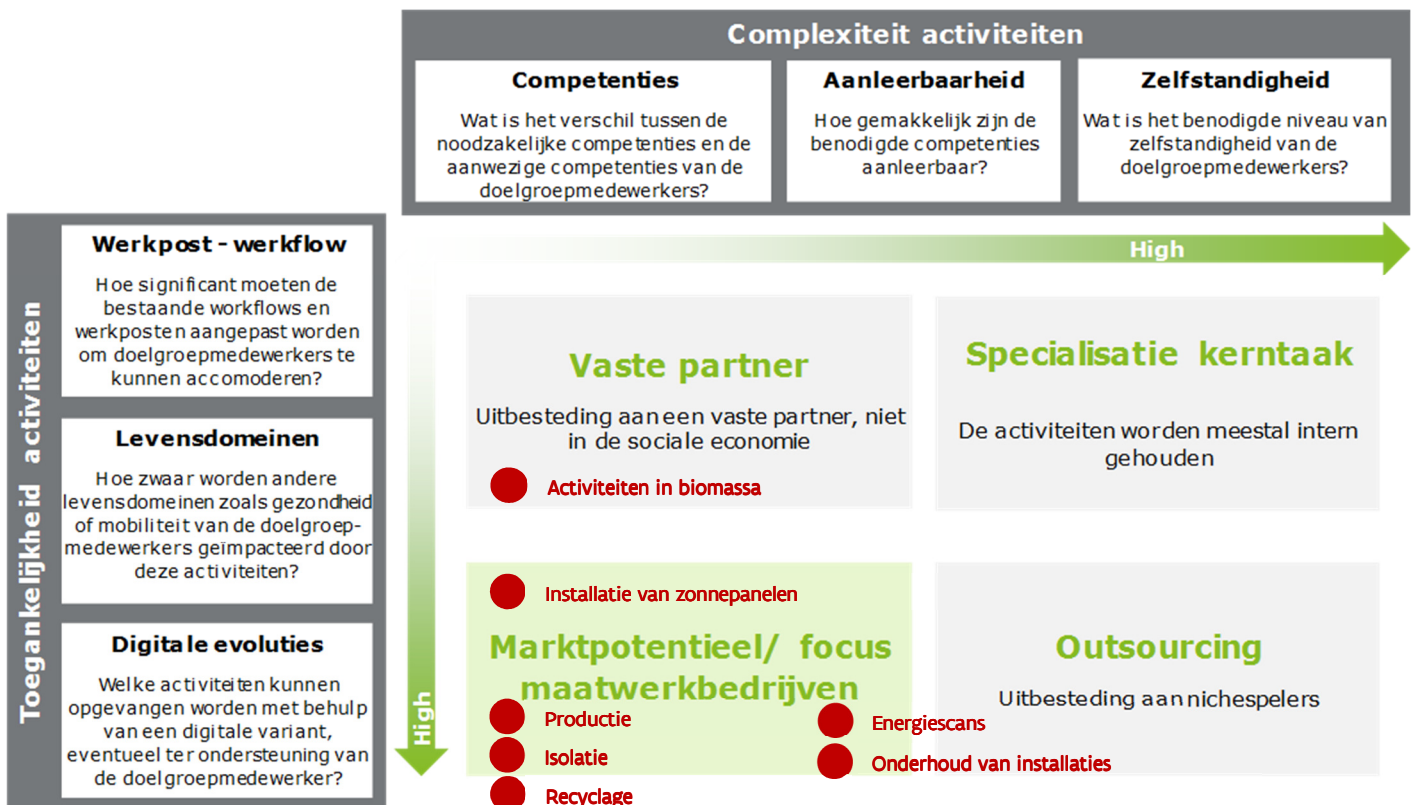 Complexiteit activiteiten
Competenties
Wat is het verschil tussen de
noodzakelijke competenties en de
aanwezige competenties van de
doelgroepmedewerkers?
Aanleerbaarheid
Hoe gemakkelijk zijn de
benodigde competenties
aanleerbaar?
Zelfstandigheid
Wat is het benodigde niveau van
zelfstandigheid van de
doelgroepmedewerkers?
High
Toegankelijkheid activiteiten
Werkpost - werkflow
Hoe significant moeten de
bestaande workflows en
werkposten aangepast worden
om doelgroepmedewerkers te
kunnen accomoderen?
Levensdomeinen
Hoe zwaar worden andere
levensdomeinen zoals gezondheid
of mobiliteit van de doelgroep-
medewerkers geïmpacteerd door
deze activiteiten?
Digitale evoluties
Welke activiteiten kunnen
opgevangen worden met behulp
van een digitale variant,
eventueel ter ondersteuning van
de doelgroepmedewerker?
High
Vaste partner
Uitbesteding aan een vaste partner, niet
in de sociale economie
Activiteiten in biomassa
Specialisatie kerntaak
De activiteiten worden meestal intern
gehouden
Installatie van zonnepanelen
Marktpotentieel/ focus
maatwerkbedrijven
Productie
Isolatie
Recyclage
Energiescans
Onderhoud van installaties
Outsourcing
Uitbesteding aan nichespelers